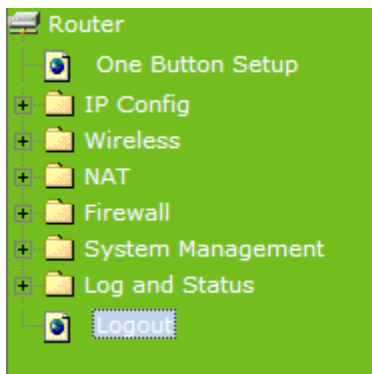 Router
One Button Setup
IP Config
Wireless
NAT
Firewall
System Management
Log and Status
Logout